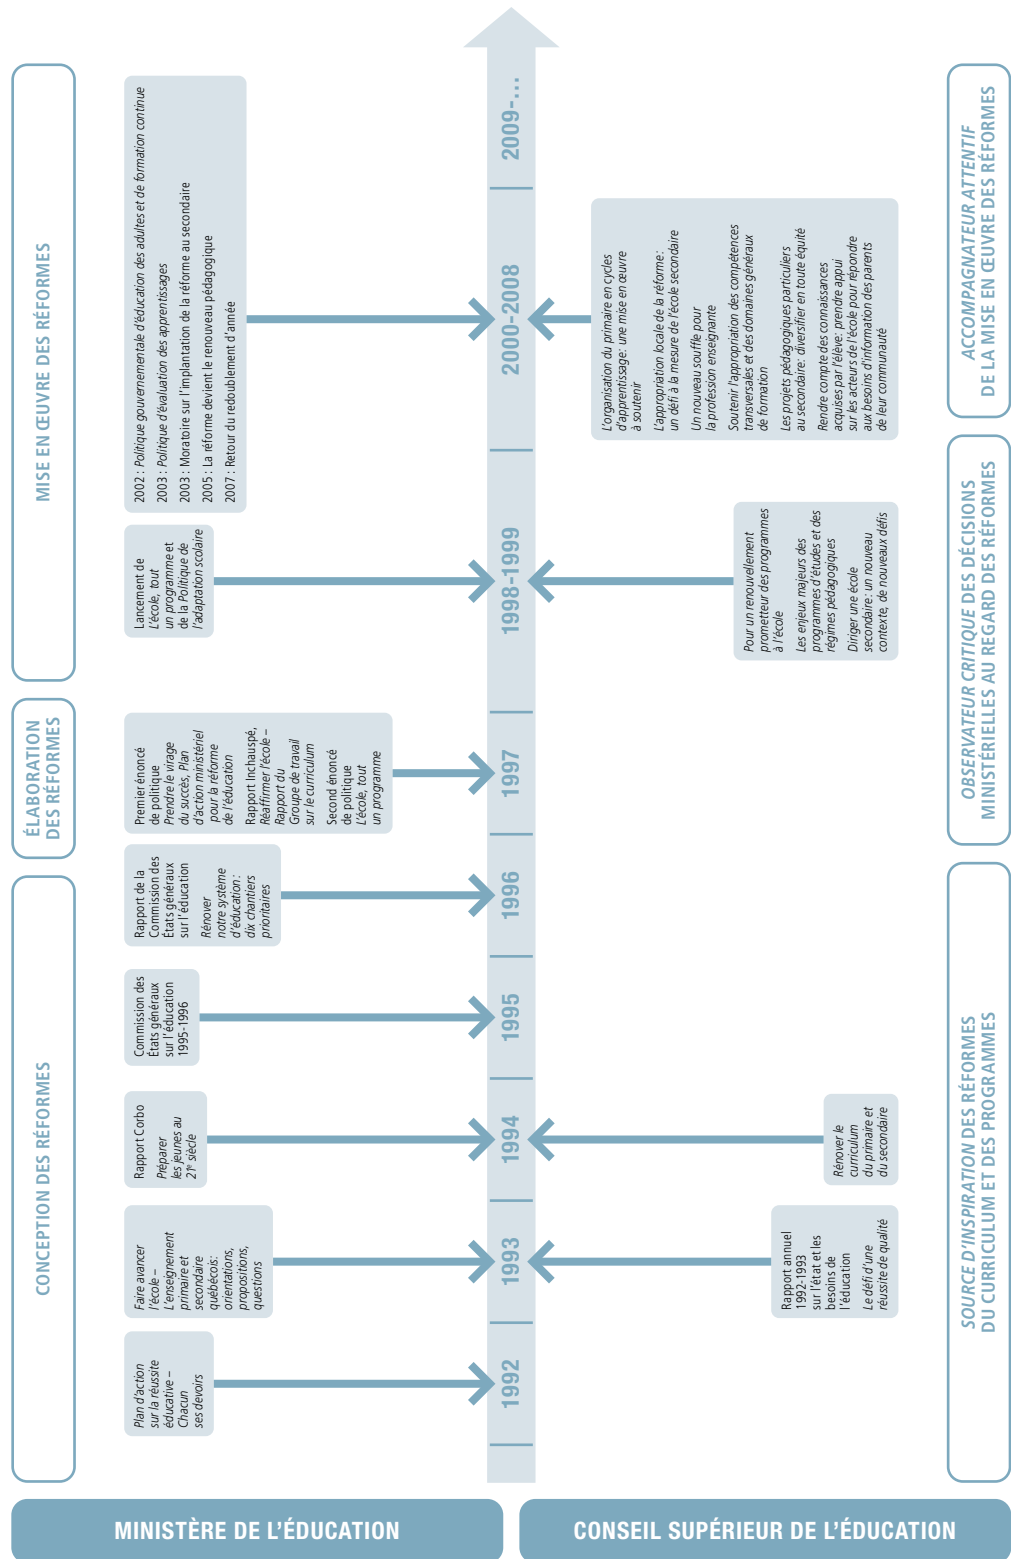 MINISTÈRE DE L’ÉDUCATION
CONCEPTION DES RÉFORMES
ÉLABORATION
DES RÉFORMES
MISE EN ŒUVRE DES RÉFORMES
Plan d’action
sur la réussite
éducative –
Chacun
ses devoirs
Faire avancer
l’école –
L’enseignement
primaire et
secondaire
québécois:
orientations,
propositions,
questions
Rapport Corbo
Préparer
les jeunes au
21e siècle
Commission des
États généraux
sur l’éducation
1995-1996
Rapport de la
Commission des
États généraux
sur l’éducation
Rénover
notre système
d’éducation :
dix chantiers
prioritaires
Premier énoncé
de politique
Prendre le virage
du succès, Plan
d’action ministériel
pour la réforme
de l’éducation
Rapport Inchauspé,
Réaffirmer l’école –
Rapport du
Groupe de travail
sur le curriculum
Second énoncé
de politique
L’école, tout
un programme
Lancement de
L’école, tout
un programme et
de la Politique de
l’adaptation scolaire
2002 : Politique gouvernementale d’éducation des adultes et de formation continue
2003 : Politique d’évaluation des apprentissages
2003 : Moratoire sur l’implantation de la réforme au secondaire
2005 : La réforme devient le renouveau pédagogique
2007 : Retour du redoublement d’année
1992
1993
1994
1995
1996
1997
1998-1999
2000-2008
2009-…
CONSEIL SUPÉRIEUR DE L’ÉDUCATION
Rapport annuel
1992-1993
sur l’état et les
besoins de
l’éducation
Le défi d’une
réussite de qualité
Rénover le
curriculum
du primaire et
du secondaire
Pour un renouvellement
prometteur des programmes
à l’école
Les enjeux majeurs des
programmes d’études et des
régimes pédagogiques
Diriger une école
secondaire : un nouveau
contexte, de nouveaux défis
L’organisation du primaire en cycles
d’apprentissage: une mise en œuvre
à soutenir
L’appropriation locale de la réforme :
un défi à la mesure de l’école secondaire
Un nouveau souffle pour
la profession enseignante
Soutenir l’appropriation des compétences
transversales et des domaines généraux
de formation
Les projets pédagogiques particuliers
au secondaire: diversifier en toute équité
Rendre compte des connaissances
acquises par l’élève: prendre appui
sur les acteurs de l’école pour répondre
aux besoins d’information des parents
de leur communauté
SOURCE D’INSPIRATION DES RÉFORMES
DU CURRICULUM ET DES PROGRAMMES
OBSERVATEUR CRITIQUE DES DÉCISIONS
MINISTÉRIELLES AU REGARD DES RÉFORMES
ACCOMPAGNATEUR ATTENTIF
DE LA MISE EN ŒUVRE DES RÉFORMES